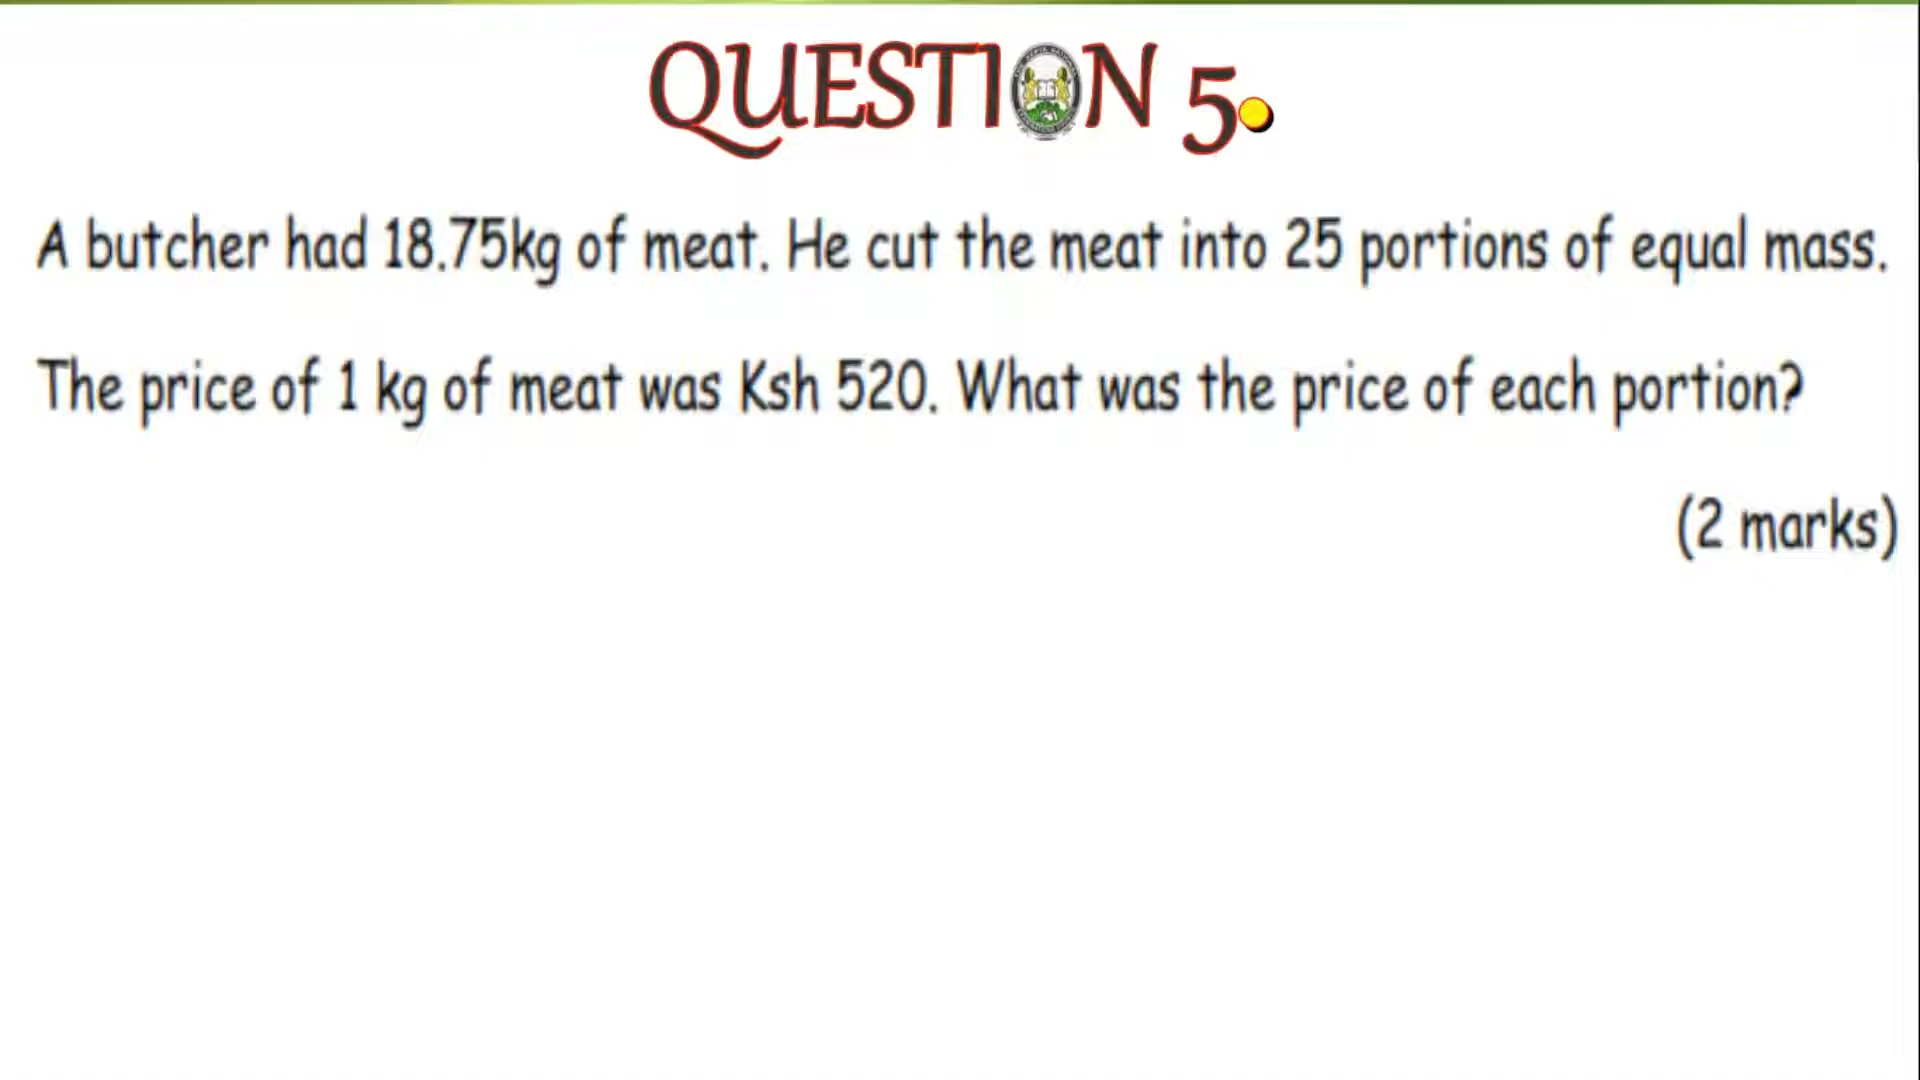 QUESTION 5.
A butcher had 18.75kg of meat. He cut the meat into 25 portions of equal mass.
The price of 1 kg of meat was Ksh 520. What was the price of each portion?
(2 marks)